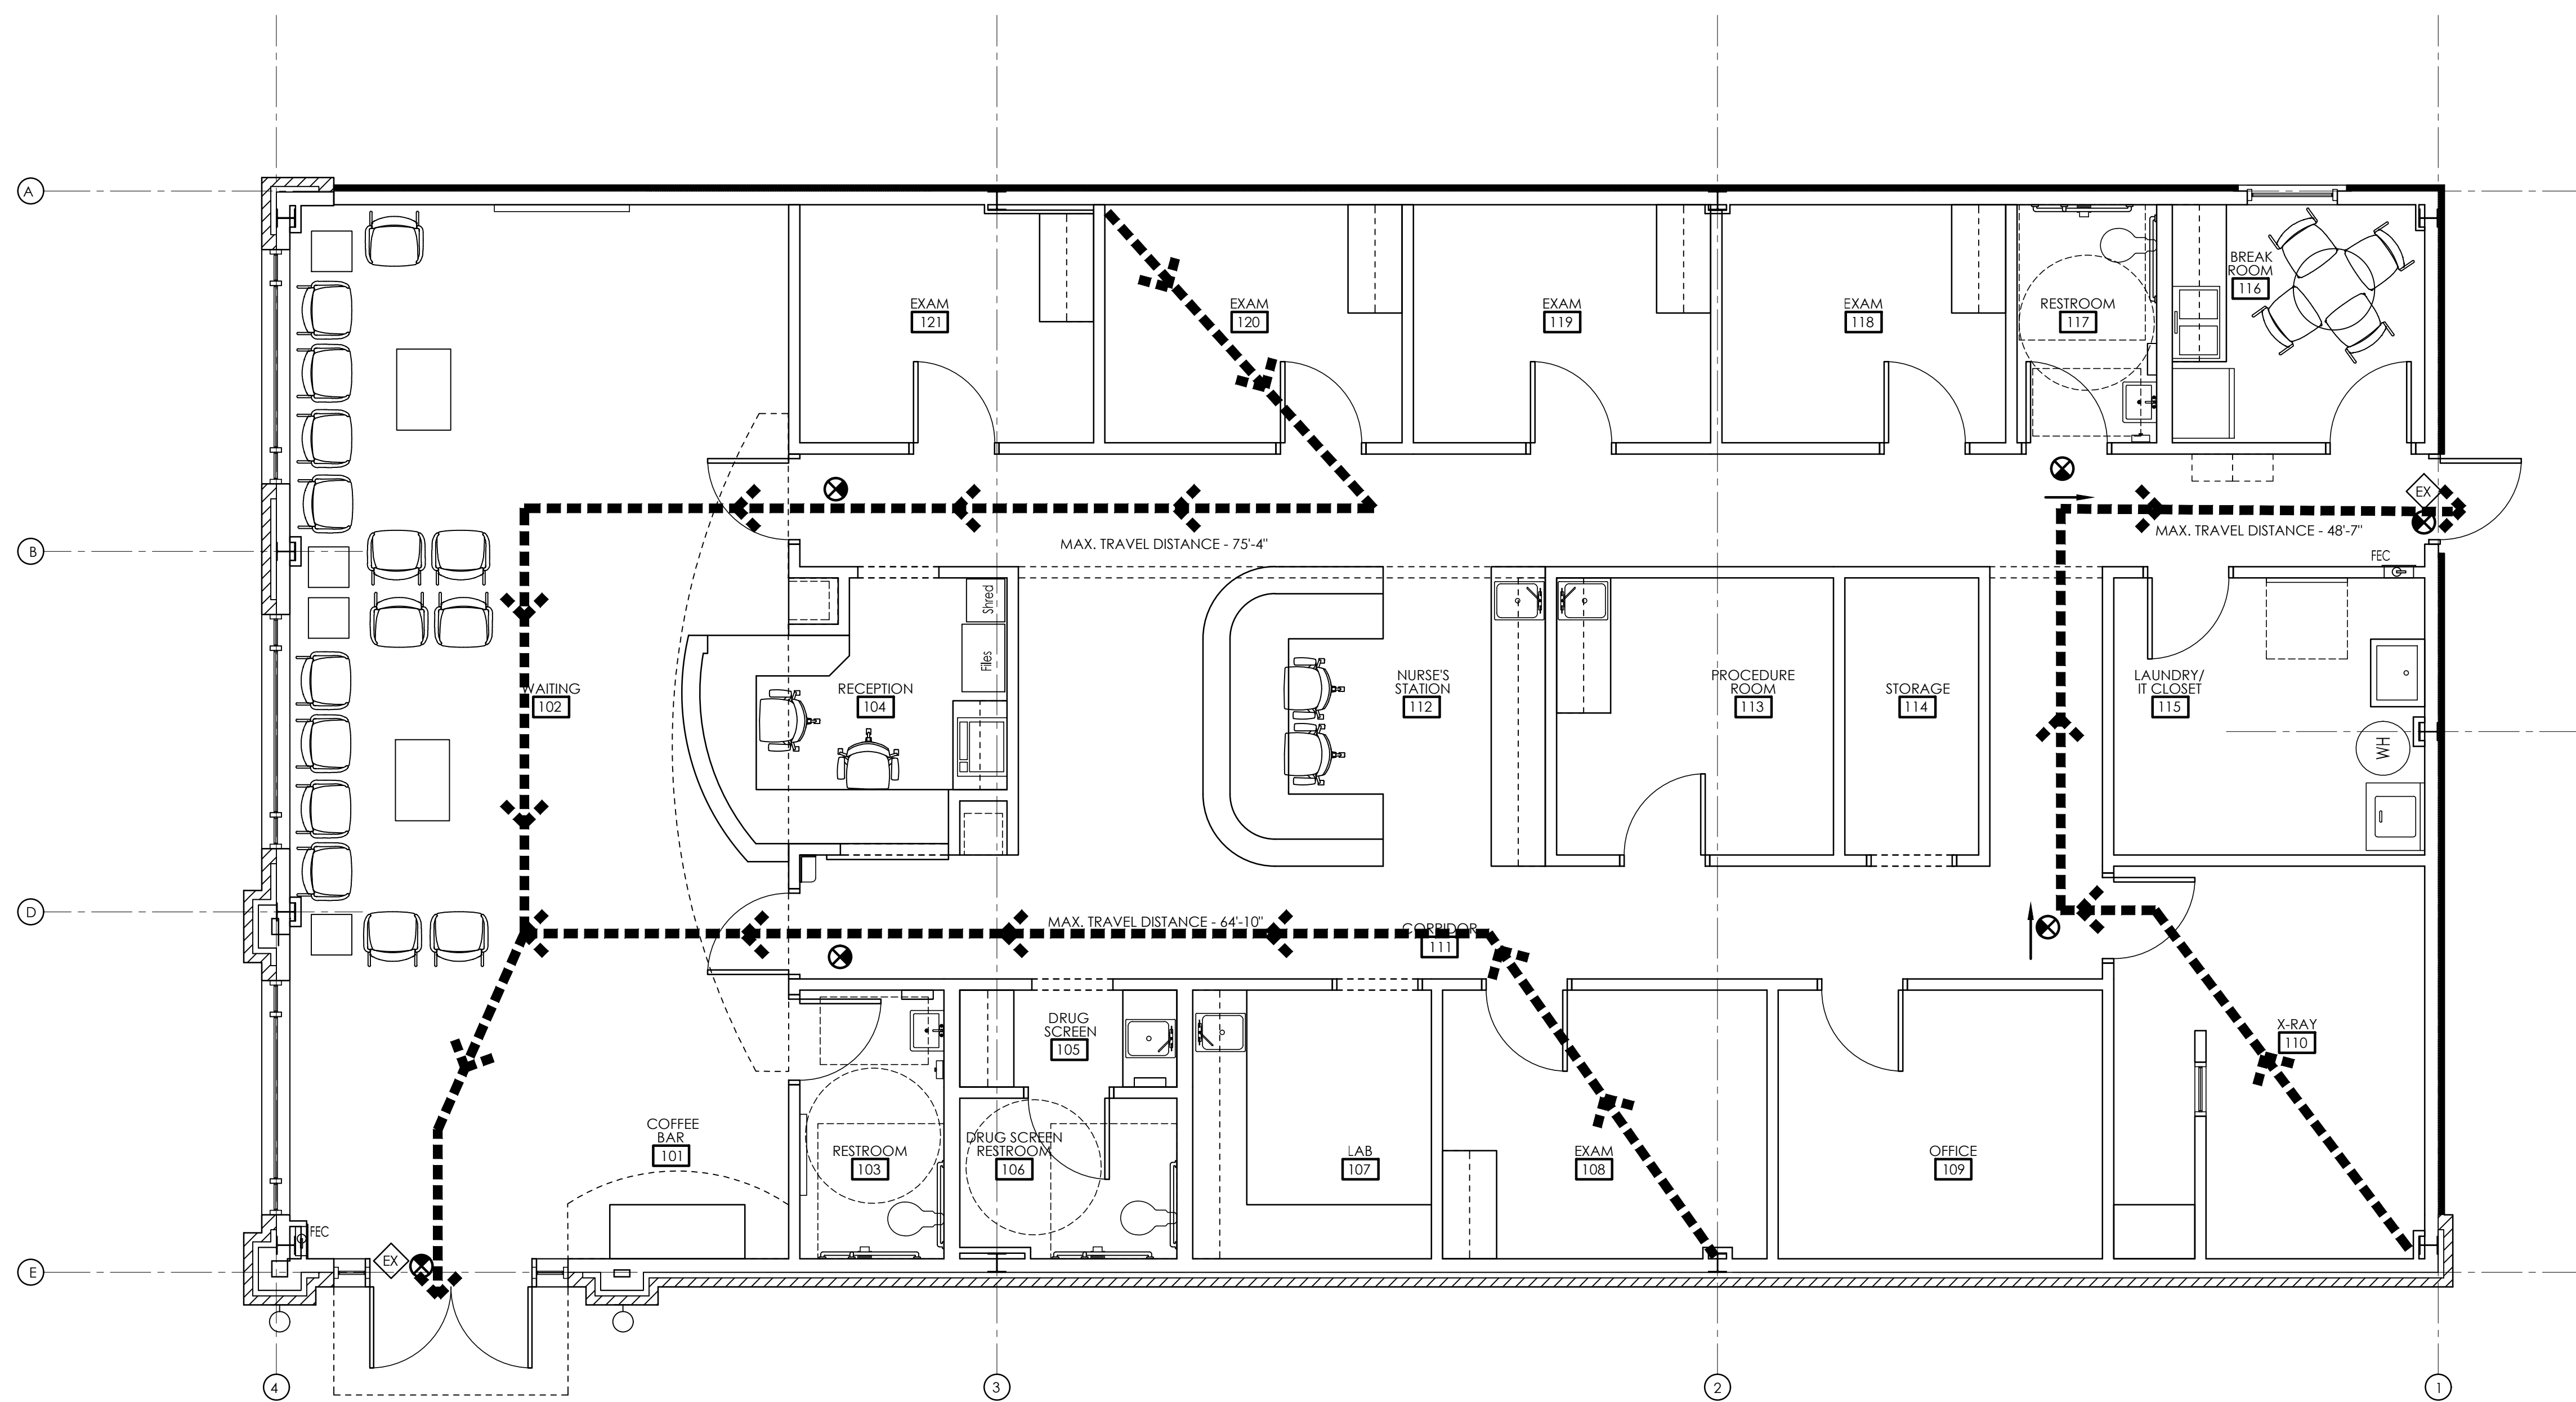 A
EXAM
121
EXAM
120
EXAM
119
EXAM
118
RESTROOM
117
BREAK
ROOM
116
EX
MAX. TRAVEL DISTANCE - 75'-4"
MAX. TRAVEL DISTANCE - 48'-7"
B
FEC
Shred
Files
WAITING
102
RECEPTION
104
NURSE'S
STATION
112
PROCEDURE
ROOM
113
STORAGE
114
LAUNDRY/
IT CLOSET
115
WH
D
MAX. TRAVEL DISTANCE - 64'-10"
CORRIDOR
111
DRUG
SCREEN
105
X-RAY
110
COFFEE
BAR
101
RESTROOM
103
DRUG SCREEN
RESTROOM
106
LAB
107
EXAM
108
OFFICE
109
FEC
EX
E
4
3
2
1